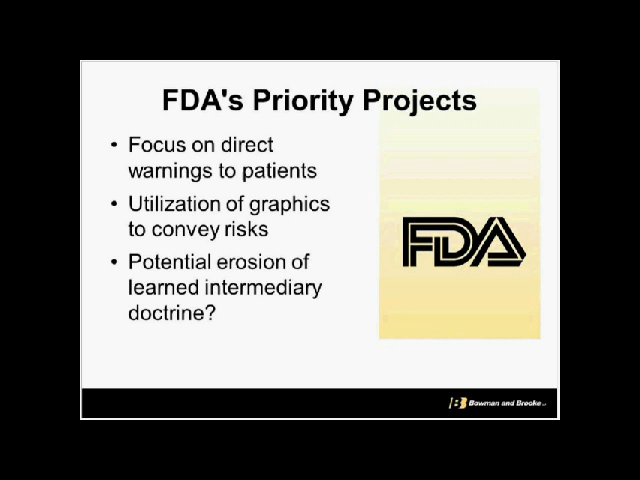 FDA's Priority Projects
• Focus on direct
warnings to patients
• Utilization of graphics
to convey risks
• Potential erosion of
learned intermediary
doctrine?
FDA
Bowman and Brooke